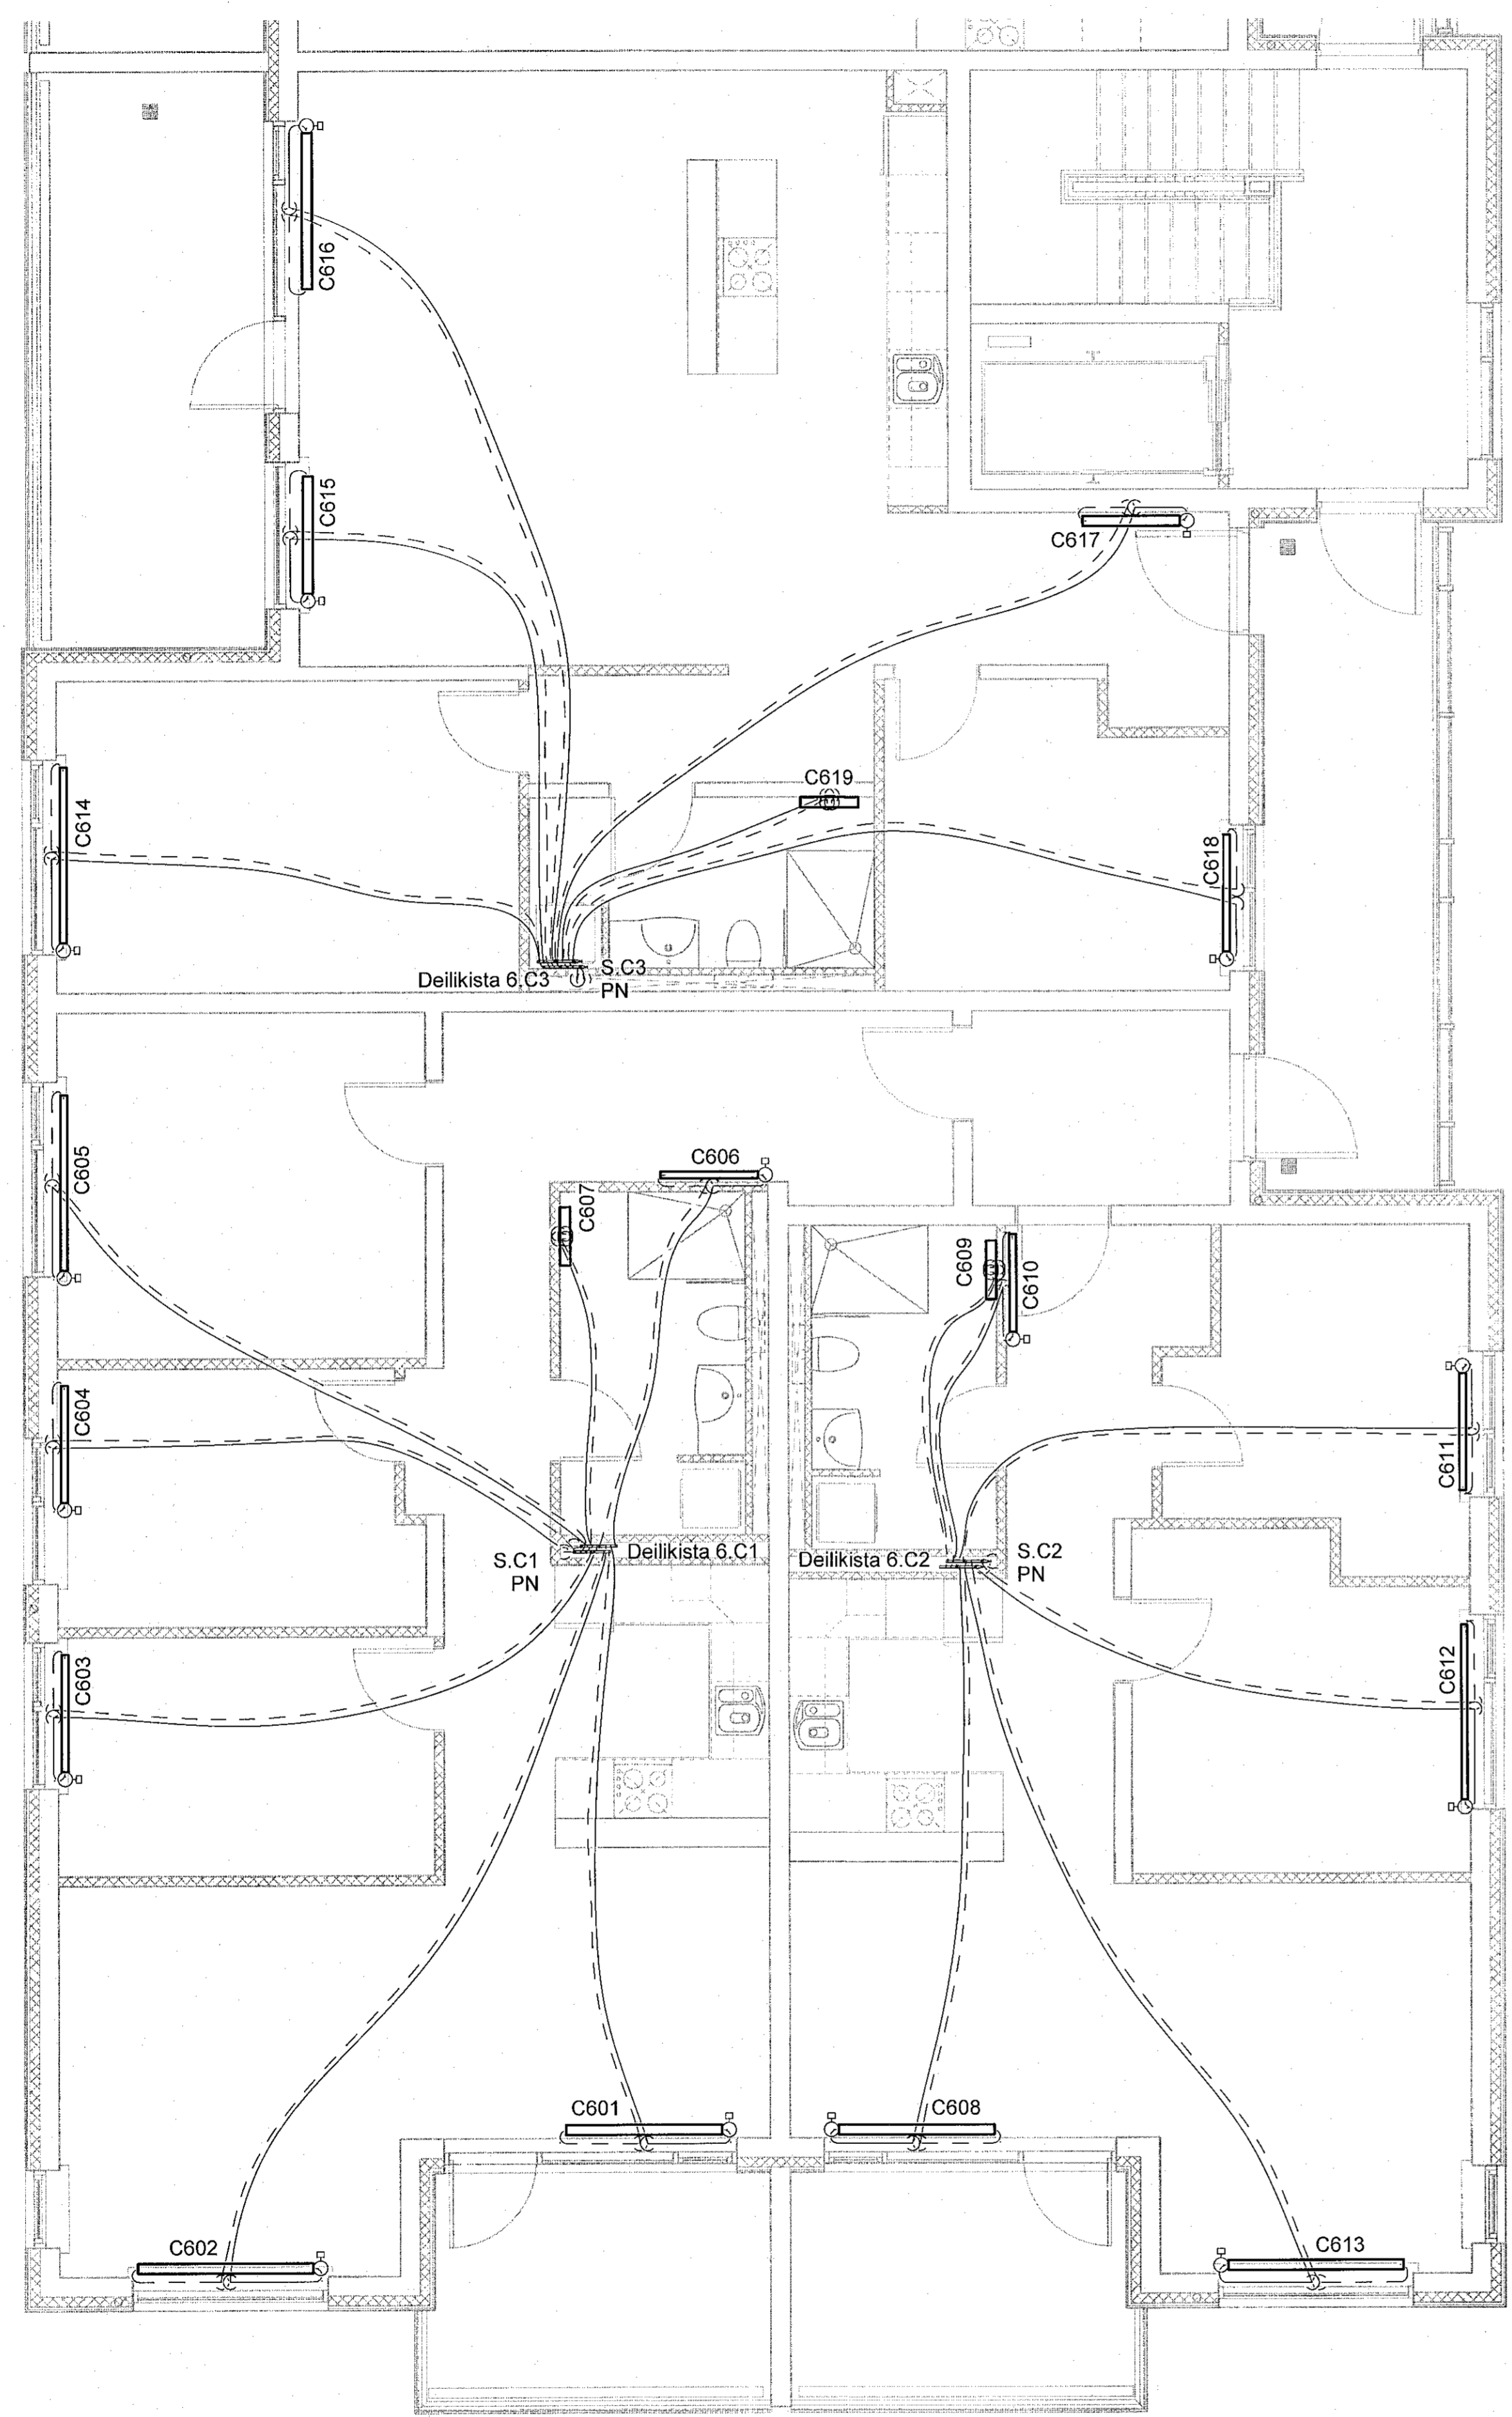 C616
C615
C617
C619
C614
C618
Deilikista 6.C3
S.C3
PN
C605
C606
C607
C609
C610
C604
C611
S.C1
PN
Deilikista 6.C1
Deilikista 6.C2
S.C2
PN
C603
C612
C601
C608
C602
C613